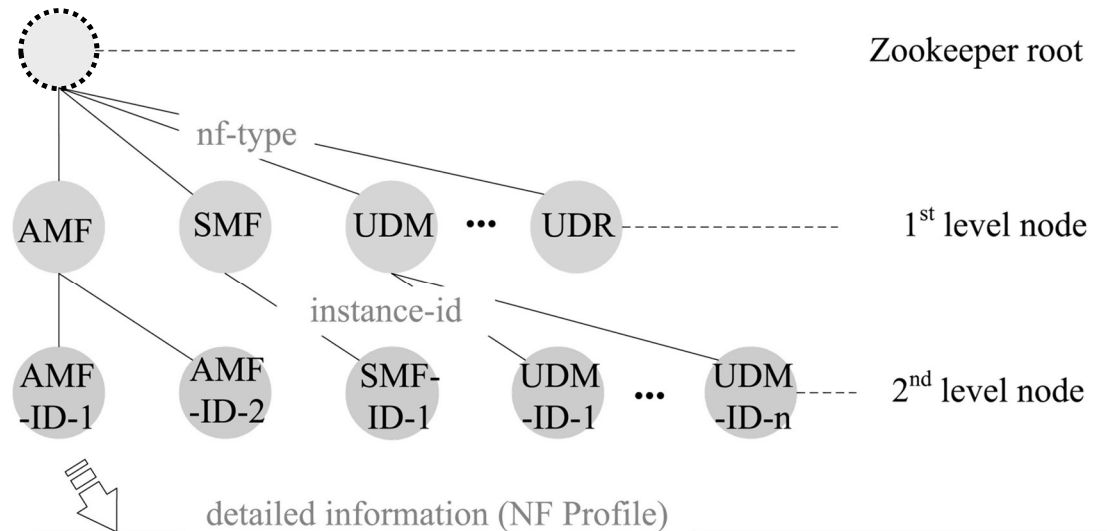 Zookeeper root
nf-type
AMF
SMF
UDM
...
UDR
1st level node
instance-id
AMF
-ID-1
AMF
-ID-2
SMF-
ID-1
UDM
-ID-1
...
UDM
-ID-n
2nd level node
detailed information (NF Profile)